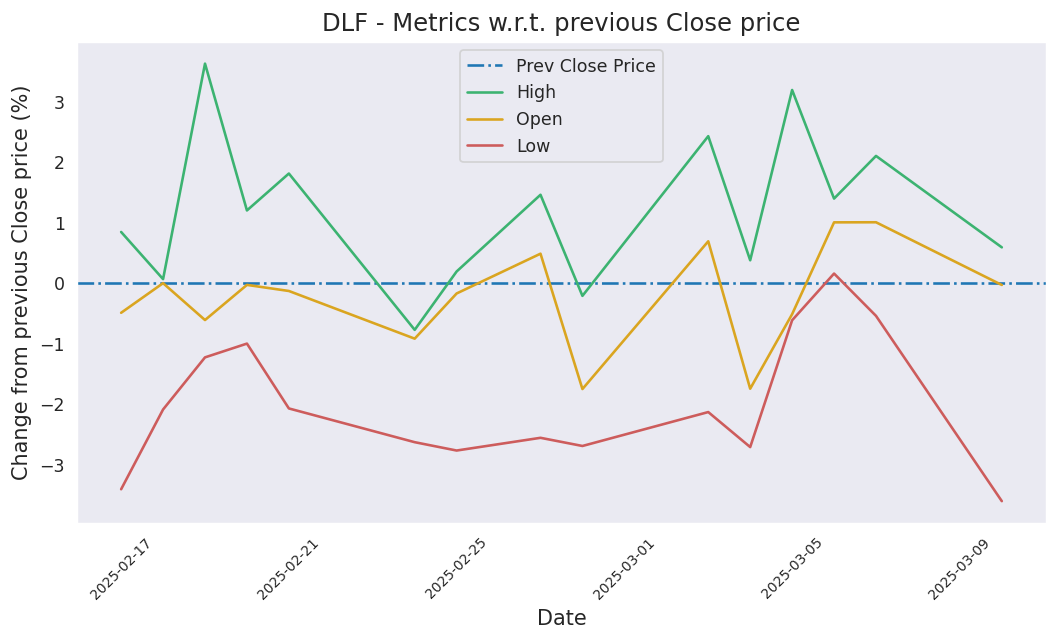 DLF - Metrics w.r.t. previous Close price
Prev Close Price
High
Open
Low
Change from previous Close price (%)
3
2
1
0
−1
−2
−3
2025-02-17
2025-02-21
2025-02-25
2025-03-01
2025-03-05
2025-03-09
Date